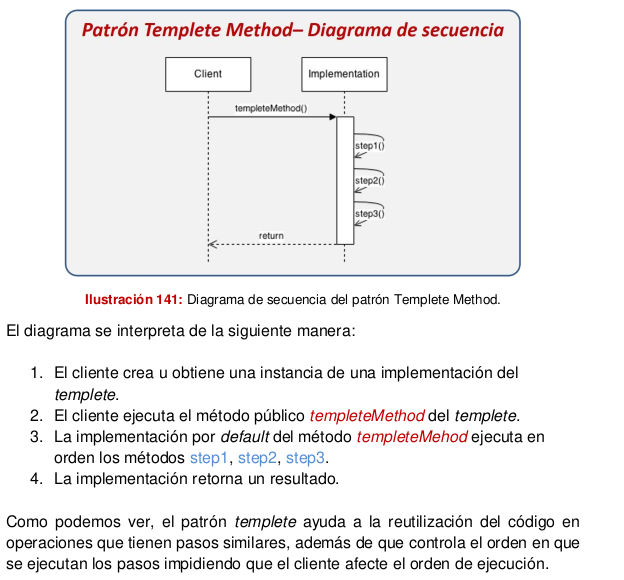 Patrón Templete Method– Diagrama de secuencia
Client
Implementation
templeteMethod()
step1()
step2()
step3()
return
Ilustración 141: Diagrama de secuencia del patrón Templete Method.
El diagrama se interpreta de la siguiente manera:
1. El cliente crea u obtiene una instancia de una implementación del
templete.
2. El cliente ejecuta el método público templeteMethod del templete.
3. La implementación por default del método templeteMehod ejecuta en
orden los métodos step1, step2, step3.
4. La implementación retorna un resultado.
Como podemos ver, el patrón templete ayuda a la reutilización del código en
operaciones que tienen pasos similares, además de que controla el orden en que
se ejecutan los pasos impidiendo que el cliente afecte el orden de ejecución.